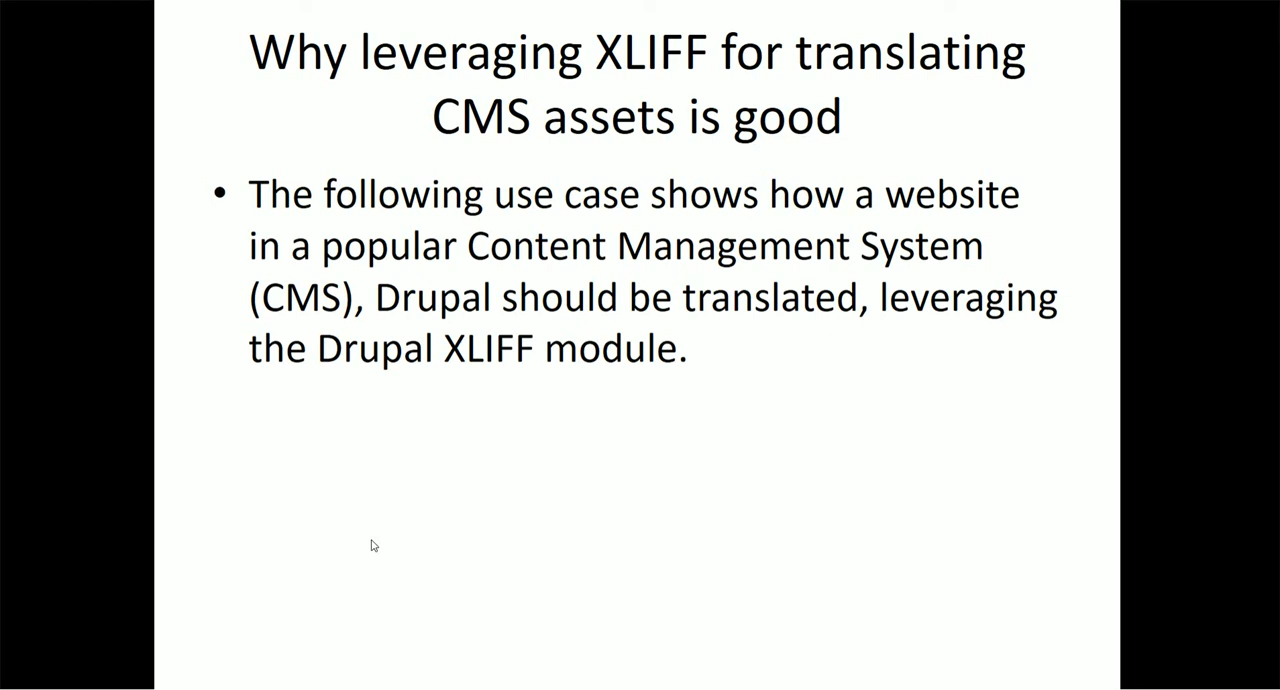 Why leveraging XLIFF for translating
CMS assets is good
• The following use case shows how a website
in a popular Content Management System
(CMS), Drupal should be translated, leveraging
the Drupal XLIFF module.